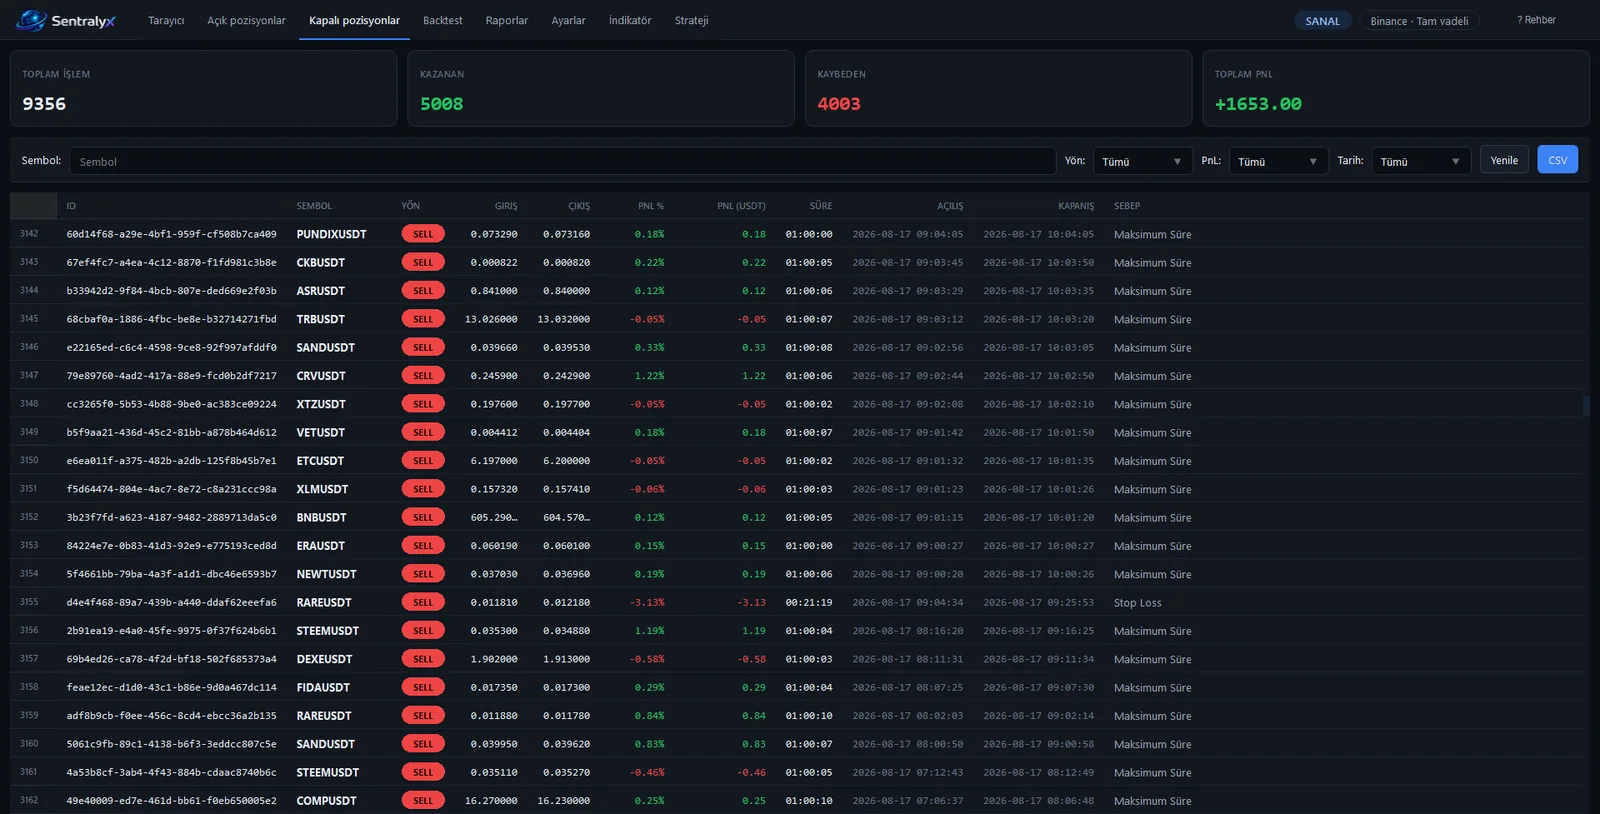 Sentralyx Tarayıcı Açık pozisyonlar Kapalı pozisyonlar Backtest Raporlar Ayarlar İndikatör Strateji SANAL Binance · Tam vadeli ? Rehber
TOPLAM İŞLEM KAZANAN KAYBEDEN TOPLAM PNL
9356 5008 4003 +1653.00
Sembol: Sembol Yön: Tümü PnL: Tümü Tarih: Tümü Yenile CSV
ID SEMBOL YÖN GIRIŞ ÇIKIŞ PNL % PNL (USDT) SÜRE AÇILIŞ KAPANIŞ SEBEP
3142 60d14f68-a29e-4bf1-959f-cf508b7ca409 PUNDIXUSDT SELL 0.073290 0.073160 0.18% 0.18 01:00:00 2026-08-17 09:04:05 2026-08-17 10:04:05 Maksimum Süre
3143 67ef4fc7-a4ea-4c12-8870-f1fd981c3b8e CKBUSDT SELL 0.000822 0.000820 0.22% 0.22 01:00:05 2026-08-17 09:03:45 2026-08-17 10:03:50 Maksimum Süre
3144 b33942d2-9f84-4bcb-807e-ded669e2f03b ASRUSDT SELL 0.841000 0.840000 0.12% 0.12 01:00:06 2026-08-17 09:03:29 2026-08-17 10:03:35 Maksimum Süre
3145 68cbaf0a-1886-4fbc-be8e-b32714271fbd TRBUSDT SELL 13.026000 13.032000 -0.05% -0.05 01:00:07 2026-08-17 09:03:12 2026-08-17 10:03:20 Maksimum Süre
3146 e22165ed-c6c4-4598-9ce8-92f997afddf0 SANDUSDT SELL 0.039660 0.039530 0.33% 0.33 01:00:08 2026-08-17 09:02:56 2026-08-17 10:03:05 Maksimum Süre
3147 79e89760-4ad2-417a-88e9-fcd0b2df7217 CRVUSDT SELL 0.245900 0.242900 1.22% 1.22 01:00:06 2026-08-17 09:02:44 2026-08-17 10:02:50 Maksimum Süre
3148 cc3265f0-5b53-4b88-9be0-ac383ce09224 XTZUSDT SELL 0.197600 0.197700 -0.05% -0.05 01:00:02 2026-08-17 09:02:08 2026-08-17 10:02:10 Maksimum Süre
3149 b5f9aa21-436d-45c2-81bb-a878b464d612 VETUSDT SELL 0.004412 0.004404 0.18% 0.18 01:00:07 2026-08-17 09:01:42 2026-08-17 10:01:50 Maksimum Süre
3150 e6ea011f-a375-482b-a2db-125f8b45b7e1 ETCUSDT SELL 6.197000 6.200000 -0.05% -0.05 01:00:02 2026-08-17 09:01:32 2026-08-17 10:01:35 Maksimum Süre
3151 f5d64474-804e-4ac7-8e72-c8a231ccc98a XLMUSDT SELL 0.157320 0.157410 -0.06% -0.06 01:00:03 2026-08-17 09:01:23 2026-08-17 10:01:26 Maksimum Süre
3152 3b23f7fd-a623-4187-9482-2889713da5c0 BNBUSDT SELL 605.290… 604.570… 0.12% 0.12 01:00:05 2026-08-17 09:01:15 2026-08-17 10:01:20 Maksimum Süre
3153 84224e7e-0b83-41d3-92e9-e775193ced8d ERAUSDT SELL 0.060190 0.060100 0.15% 0.15 01:00:00 2026-08-17 09:00:27 2026-08-17 10:00:27 Maksimum Süre
3154 5f4661bb-79ba-4a3f-a1d1-dbc46e6593b7 NEWTUSDT SELL 0.037030 0.036960 0.19% 0.19 01:00:06 2026-08-17 09:00:20 2026-08-17 10:00:26 Maksimum Süre
3155 d4e4f468-89a7-439b-a440-ddaf62eeefa6 RAREUSDT SELL 0.011810 0.012180 -3.13% -3.13 00:21:19 2026-08-17 09:04:34 2026-08-17 09:25:53 Stop Loss
3156 2b91ea19-e4a0-45fe-9975-0f37f624b6b1 STEEMUSDT SELL 0.035300 0.034880 1.19% 1.19 01:00:04 2026-08-17 08:16:20 2026-08-17 09:16:25 Maksimum Süre
3157 69b4ed26-ca78-4f2d-bf18-502f685373a4 DEXEUSDT SELL 1.902000 1.913000 -0.58% -0.58 01:00:03 2026-08-17 08:11:31 2026-08-17 09:11:34 Maksimum Süre
3158 feae12ec-d1d0-43c1-b86e-9d0a467dc114 FIDAUSDT SELL 0.017350 0.017300 0.29% 0.29 01:00:04 2026-08-17 08:07:25 2026-08-17 09:07:30 Maksimum Süre
3159 adf8b9cb-f0ee-456c-8cd4-ebcc36a2b135 RAREUSDT SELL 0.011880 0.011780 0.84% 0.84 01:00:10 2026-08-17 08:02:03 2026-08-17 09:02:14 Maksimum Süre
3160 5061c9fb-89c1-4138-b6f3-3eddcc807c5e SANDUSDT SELL 0.039950 0.039620 0.83% 0.83 01:00:07 2026-08-17 08:00:50 2026-08-17 09:00:58 Maksimum Süre
3161 4a53b8cf-3ab4-4f43-884b-cdaac8740b6c STEEMUSDT SELL 0.035110 0.035270 -0.46% -0.46 01:00:05 2026-08-17 07:12:43 2026-08-17 08:12:49 Maksimum Süre
3162 49e40009-ed7e-461d-bb61-f0eb650005e2 COMPUSDT SELL 16.270000 16.230000 0.25% 0.25 01:00:10 2026-08-17 07:06:37 2026-08-17 08:06:48 Maksimum Süre